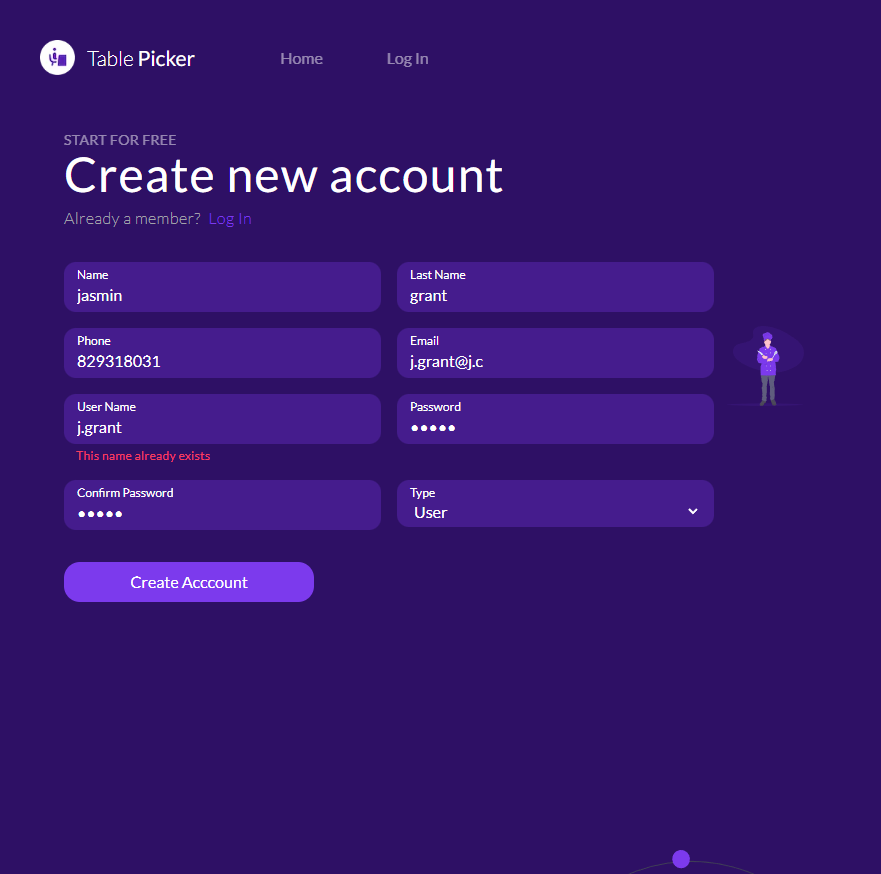 Table Picker
Home
Log In
START FOR FREE
Create new account
Already a member? Log In
Name
jasmin
Last Name
grant
Phone
829318031
Email
j.grant@j.c
User Name
j.grant
This name already exists
Password
●●●●●
Confirm Password
●●●●●
Type
User
Create Acccount